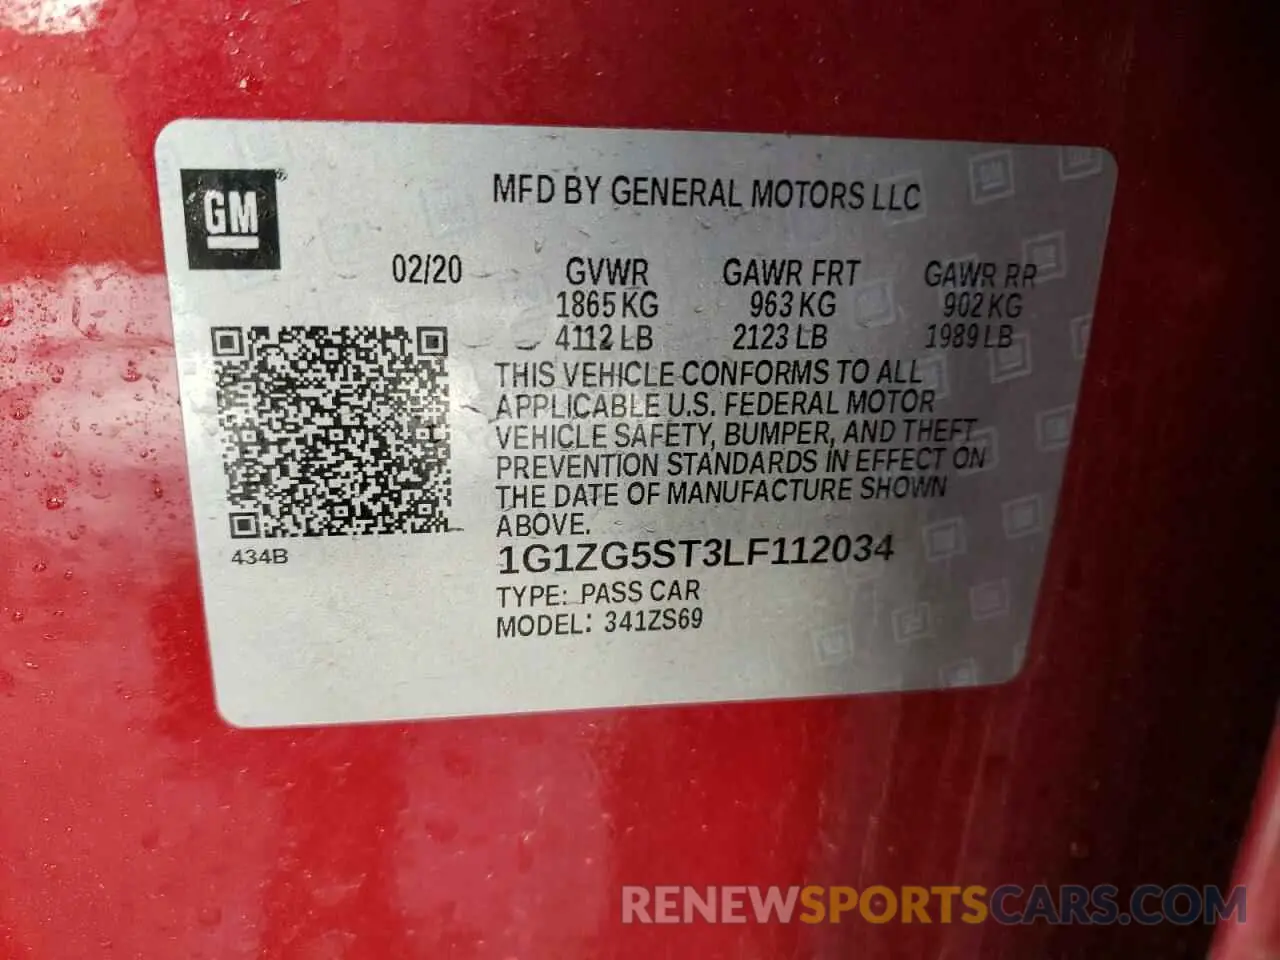 GM®
MFD BY GENERAL MOTORS LLC
02/20 GVWR GAWR FRT GAWR RR
1865 KG 963 KG 902 KG
4112 LB 2123 LB 1989 LB
THIS VEHICLE CONFORMS TO ALL
APPLICABLE U.S. FEDERAL MOTOR
VEHICLE SAFETY, BUMPER, AND THEFT
PREVENTION STANDARDS IN EFFECT ON
THE DATE OF MANUFACTURE SHOWN
ABOVE.
434B
1G1ZG5ST3LF112034
TYPE: PASS CAR
MODEL: 341ZS69
RENEWSPORTSCARS.COM